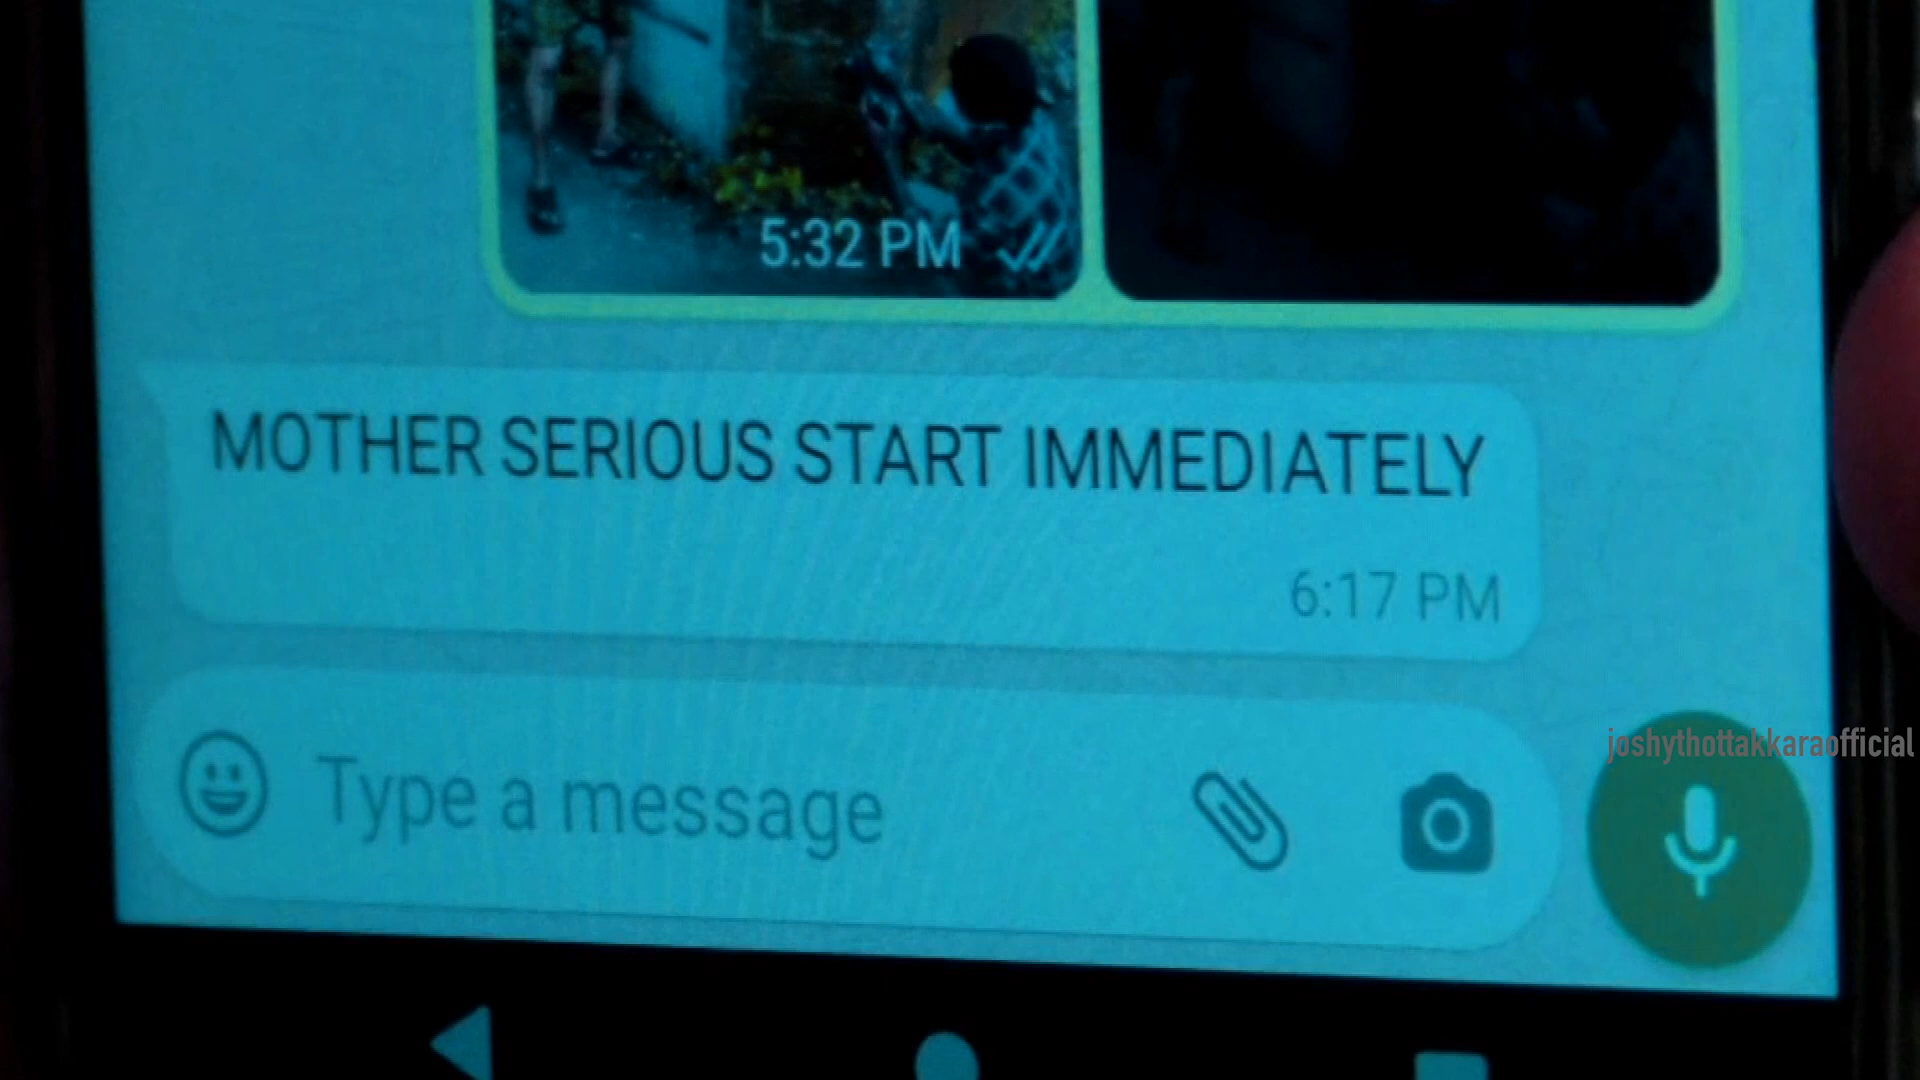 5:32 PM
MOTHER SERIOUS START IMMEDIATELY
6:17 PM
Type a message
joshythottakkaraofficial